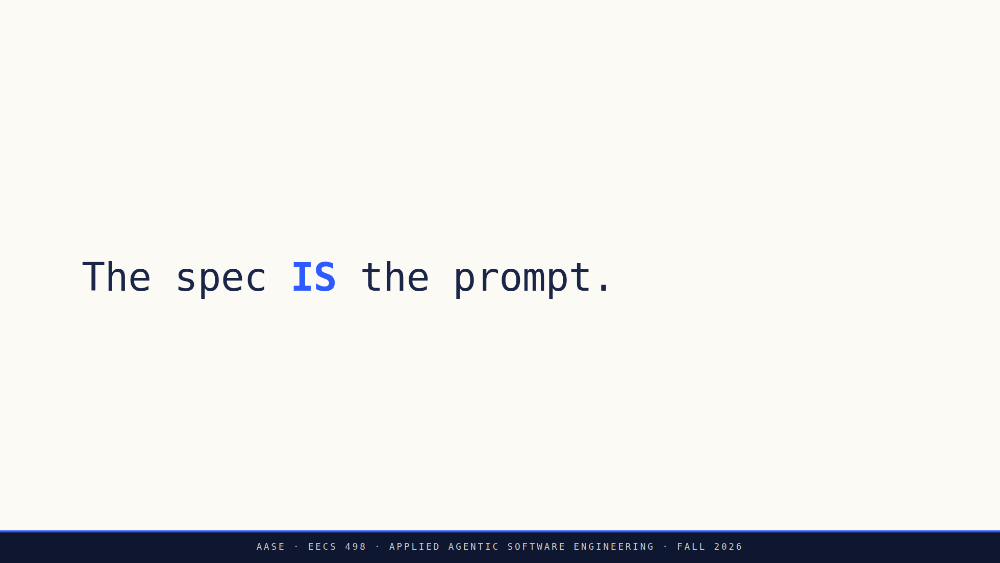 The spec IS the prompt.
AASE · EECS 498 · APPLIED AGENTIC SOFTWARE ENGINEERING · FALL 2026